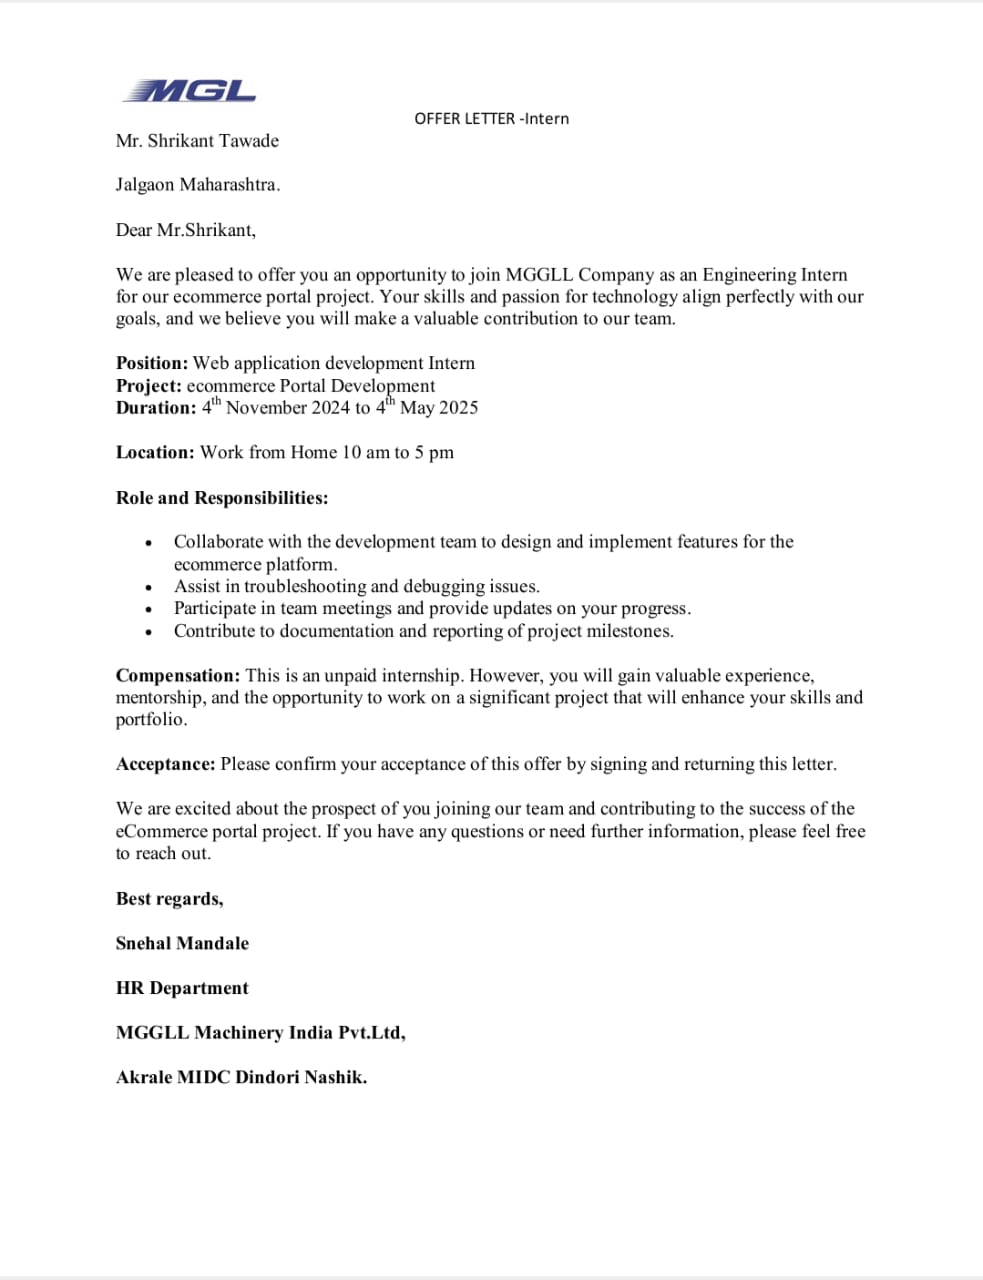 MGL
OFFER LETTER -Intern
Mr. Shrikant Tawade
Jalgaon Maharashtra.
Dear Mr.Shrikant,
We are pleased to offer you an opportunity to join MGGLL Company as an Engineering Intern
for our ecommerce portal project. Your skills and passion for technology align perfectly with our
goals, and we believe you will make a valuable contribution to our team.
Position: Web application development Intern
Project: ecommerce Portal Development
Duration: 4th November 2024 to 4th May 2025
Location: Work from Home 10 am to 5 pm
Role and Responsibilities:
• Collaborate with the development team to design and implement features for the
ecommerce platform.
• Assist in troubleshooting and debugging issues.
• Participate in team meetings and provide updates on your progress.
• Contribute to documentation and reporting of project milestones.
Compensation: This is an unpaid internship. However, you will gain valuable experience,
mentorship, and the opportunity to work on a significant project that will enhance your skills and
portfolio.
Acceptance: Please confirm your acceptance of this offer by signing and returning this letter.
We are excited about the prospect of you joining our team and contributing to the success of the
eCommerce portal project. If you have any questions or need further information, please feel free
to reach out.
Best regards,
Snehal Mandale
HR Department
MGGLL Machinery India Pvt.Ltd,
Akrale MIDC Dindori Nashik.